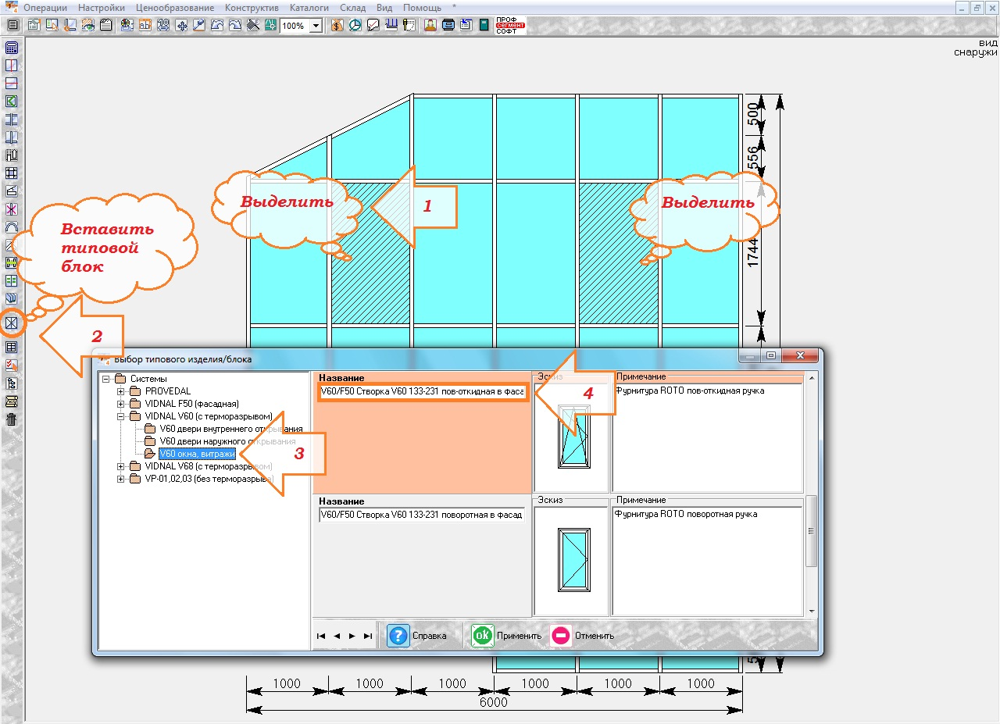 Операции Настройки Ценообразование Конструктив Каталоги Склад Вид Помощь *
100%
ПРОФ
сегмент
СОФТ
вид
снаружи
500
556
1744
Выделить
1
Выделить
Вставить
типовой
блок
2
Выбор типового изделия/блока
Системы
PROVEDAL
VIDNAL F50 (фасадная)
VIDNAL V60 (с терморазрывом)
V60 двери внутреннего открывания
V60 двери наружного открывания
V60 окна, витражи
VIDNAL V68 (с терморазрывом)
VP-01,02,03 (без терморазрыва)
3
Название
V60/F50 Створка V60 133-231 пов-откидная в фаса
Эскиз
Примечание
Фурнитура ROTO пов-откидная ручка
4
Название
V60/F50 Створка V60 133-231 поворотная в фасад
Эскиз
Примечание
Фурнитура ROTO поворотная ручка
? Справка
ok Применить
Отменить
1000 1000 1000 1000 1000 1000
6000